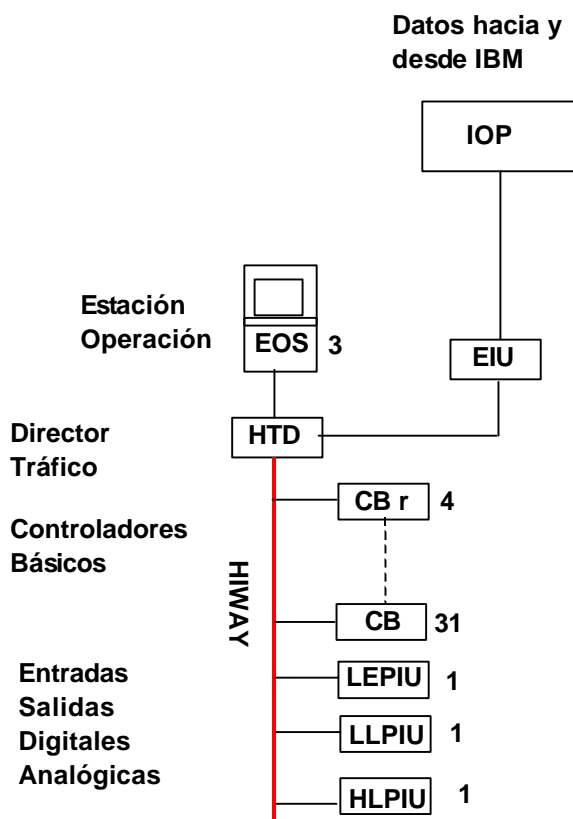 Datos hacia y
desde IBM
IOP
Estación
Operación
EOS 3
EIU
Director
Tráfico
HTD
Controladores
Básicos
CB r 4
HIWAY
CB 31
Entradas
Salidas
Digitales
Analógicas
LEPIU 1
LLPIU 1
HLPIU 1